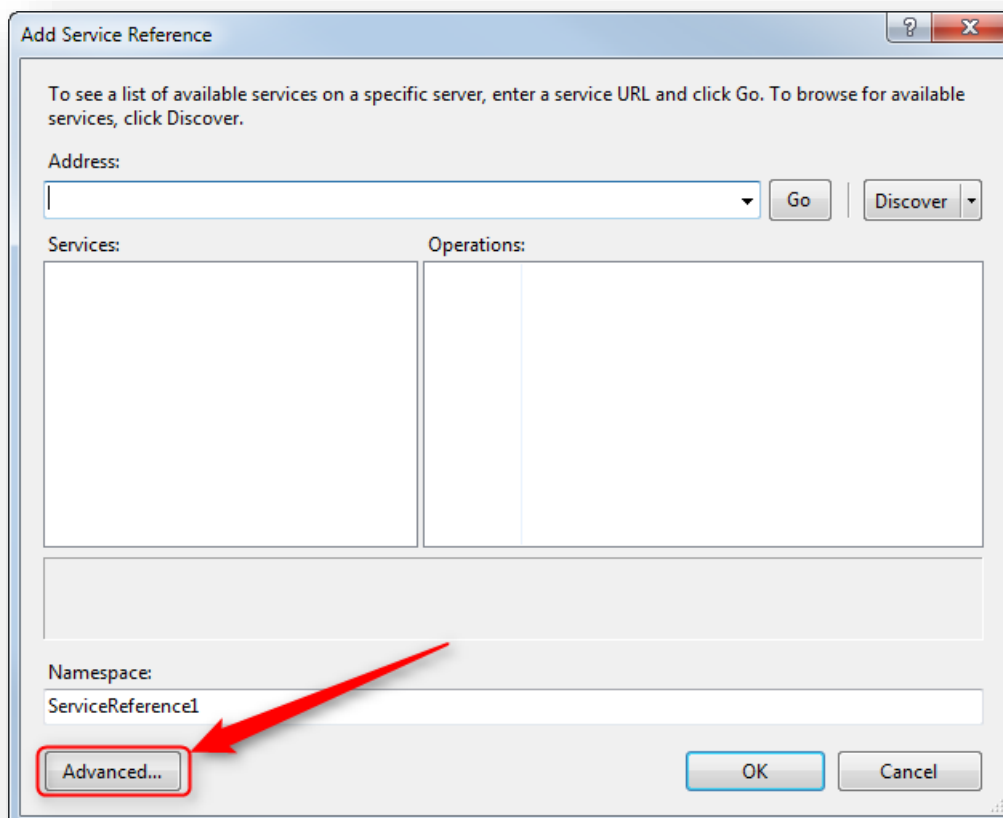 Add Service Reference
To see a list of available services on a specific server, enter a service URL and click Go. To browse for available
services, click Discover.
Address:
Go
Discover
Services:
Operations:
Namespace:
ServiceReference1
Advanced...
OK
Cancel